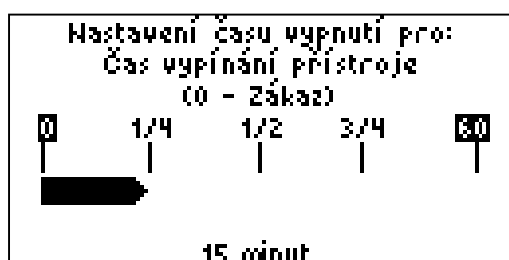 Nastavení času vypnutí pro:
Čas vypínání přístroje
(0 - Zákaz)
0 1/4 1/2 3/4 60
15 minut